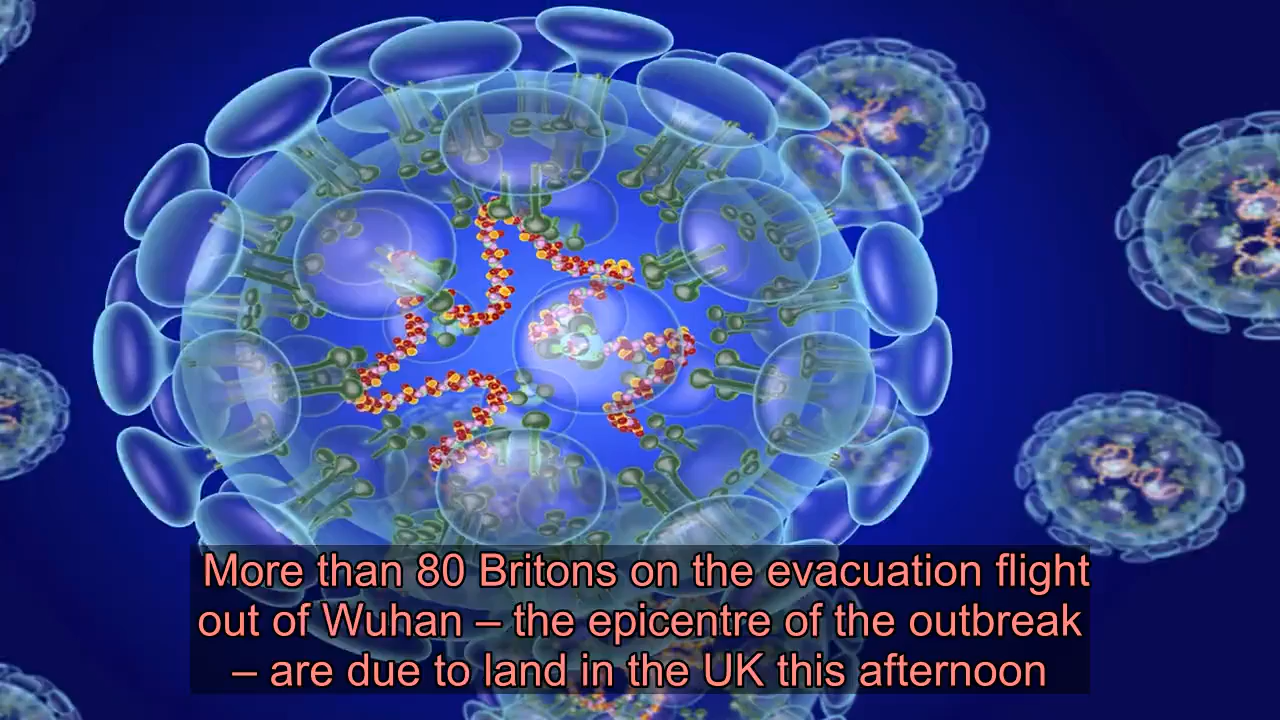 More than 80 Britons on the evacuation flight
out of Wuhan – the epicentre of the outbreak
– are due to land in the UK this afternoon